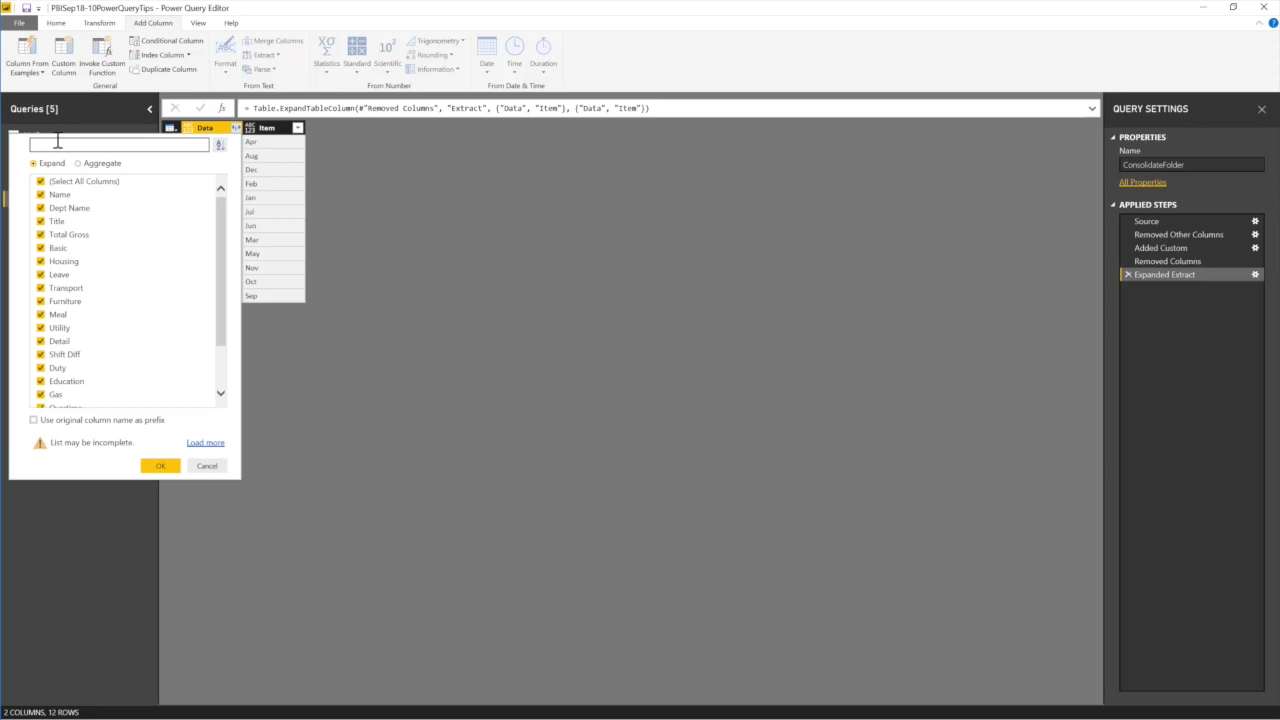 PBISep18-10PowerQueryTips - Power Query Editor
File Home Transform Add Column View Help
Column From Examples
Custom Column
Invoke Custom Function
Conditional Column
Index Column
Duplicate Column
General
Format
Merge Columns
Extract
Parse
From Text
Statistics
Standard
Scientific
Trigonometry
Rounding
Information
From Number
Date
Time
Duration
From Date & Time
Queries [5]
= Table.ExpandTableColumn(#"Removed Columns", "Extract", {"Data", "Item"}, {"Data", "Item"})
Data
ABC 123 Item
Apr
Aug
Dec
Feb
Jan
Jul
Jun
Mar
May
Nov
Oct
Sep
Expand Aggregate
(Select All Columns)
Name
Dept Name
Title
Total Gross
Basic
Housing
Leave
Transport
Furniture
Meal
Utility
Detail
Shift Diff
Duty
Education
Gas
Use original column name as prefix
List may be incomplete. Load more
OK Cancel
QUERY SETTINGS
PROPERTIES
Name
ConsolidateFolder
All Properties
APPLIED STEPS
Source
Removed Other Columns
Added Custom
Removed Columns
Expanded Extract
2 COLUMNS, 12 ROWS